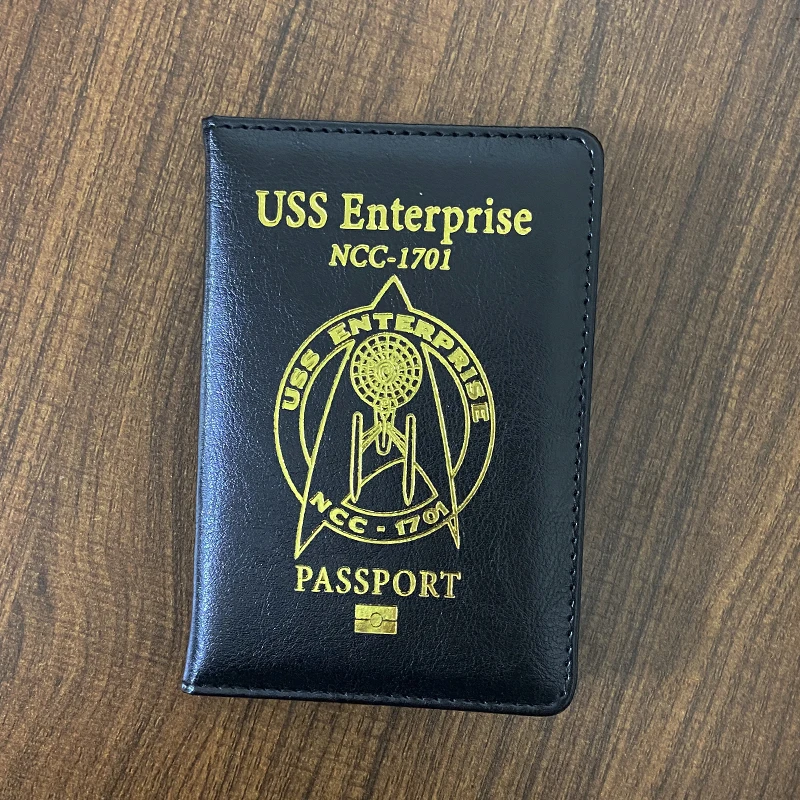 USS Enterprise
NCC-1701
USS ENTERPRISE
NCC - 1701
PASSPORT